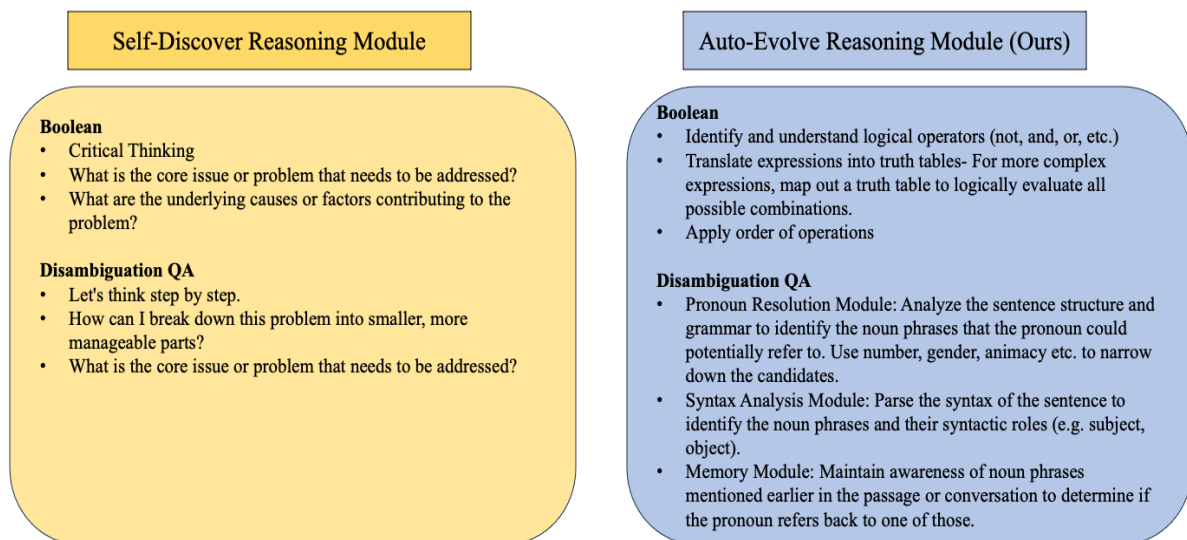 Self-Discover Reasoning Module
Boolean
• Critical Thinking
• What is the core issue or problem that needs to be addressed?
• What are the underlying causes or factors contributing to the
problem?
Disambiguation QA
• Let's think step by step.
• How can I break down this problem into smaller, more
manageable parts?
• What is the core issue or problem that needs to be addressed?
Auto-Evolve Reasoning Module (Ours)
Boolean
• Identify and understand logical operators (not, and, or, etc.)
• Translate expressions into truth tables- For more complex
expressions, map out a truth table to logically evaluate all
possible combinations.
• Apply order of operations
Disambiguation QA
• Pronoun Resolution Module: Analyze the sentence structure and
grammar to identify the noun phrases that the pronoun could
potentially refer to. Use number, gender, animacy etc. to narrow
down the candidates.
• Syntax Analysis Module: Parse the syntax of the sentence to
identify the noun phrases and their syntactic roles (e.g. subject,
object).
• Memory Module: Maintain awareness of noun phrases
mentioned earlier in the passage or conversation to determine if
the pronoun refers back to one of those.